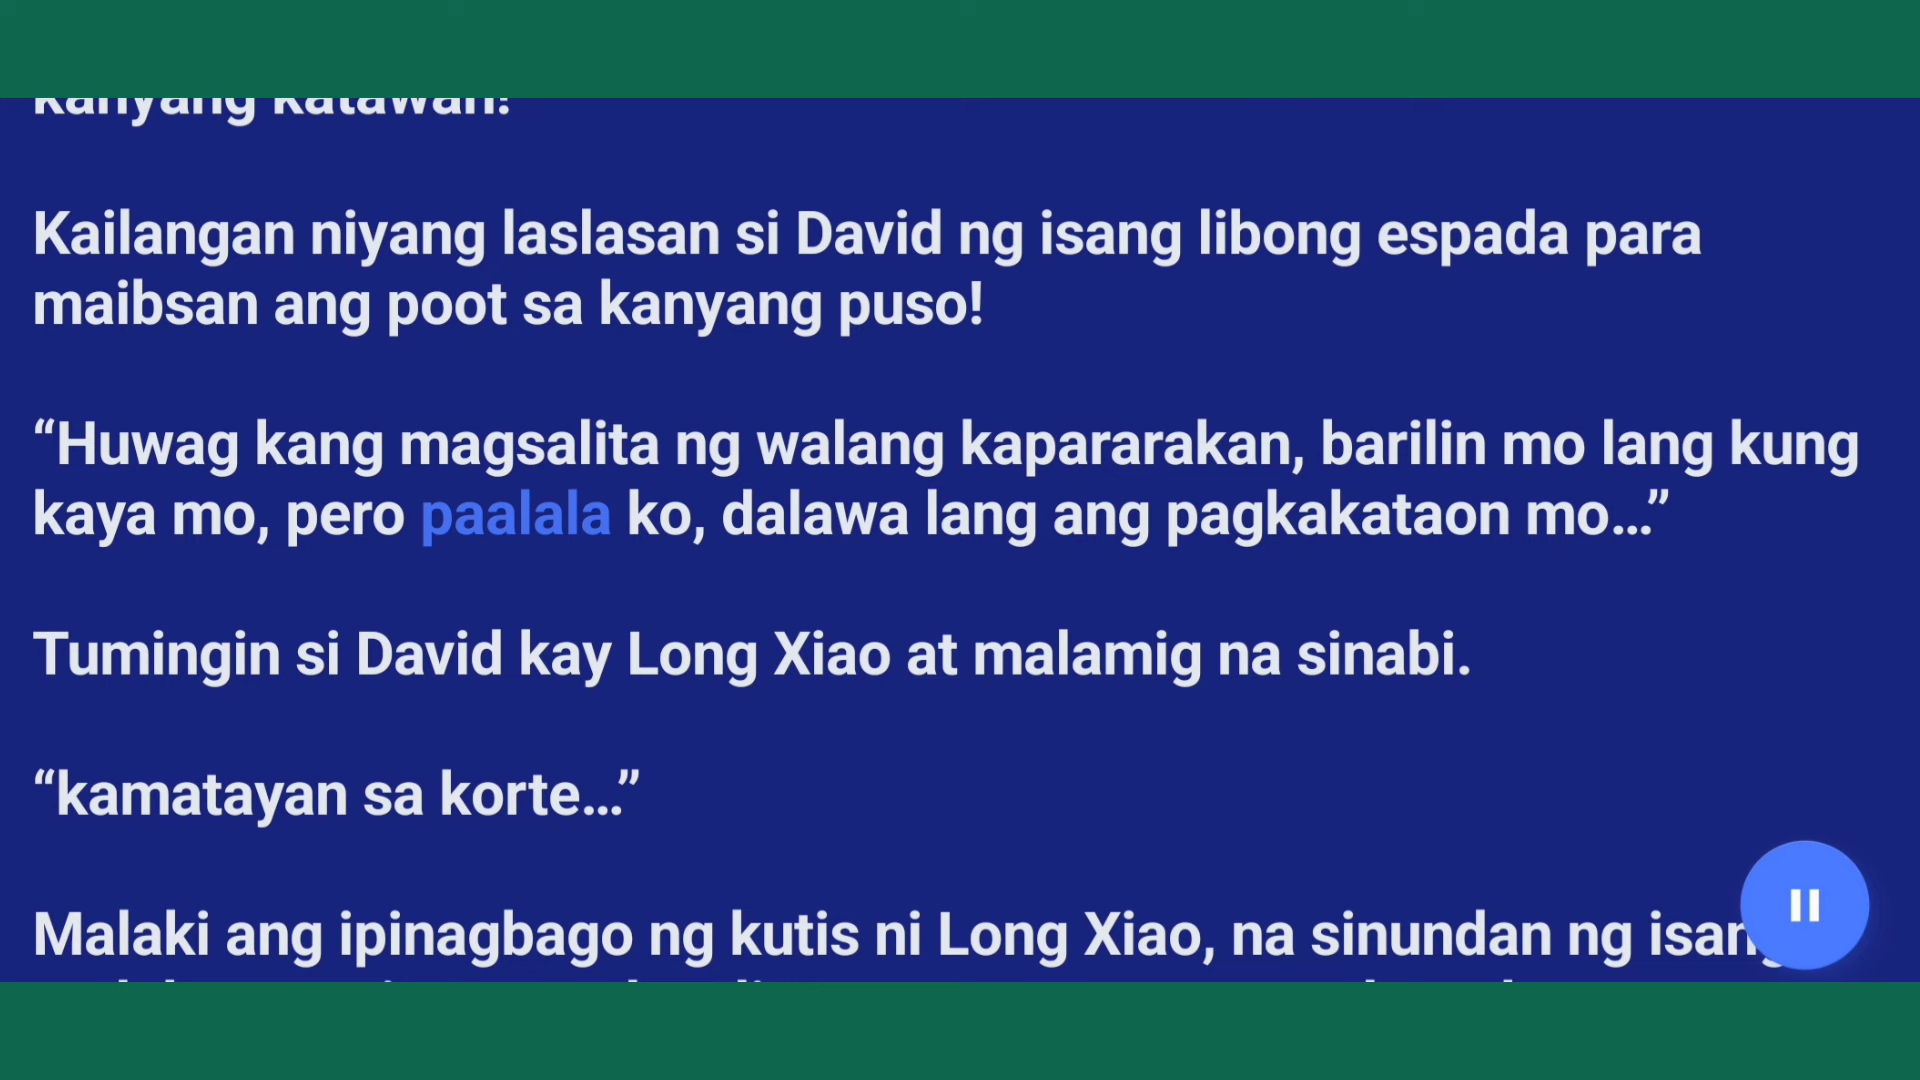 kanyang katawan!
Kailangan niyang laslasan si David ng isang libong espada para
maibsan ang poot sa kanyang puso!
“Huwag kang magsalita ng walang kapararakan, barilin mo lang kung
kaya mo, pero paalala ko, dalawa lang ang pagkakataon mo…”
Tumingin si David kay Long Xiao at malamig na sinabi.
“kamatayan sa korte…”
Malaki ang ipinagbago ng kutis ni Long Xiao, na sinundan ng isang